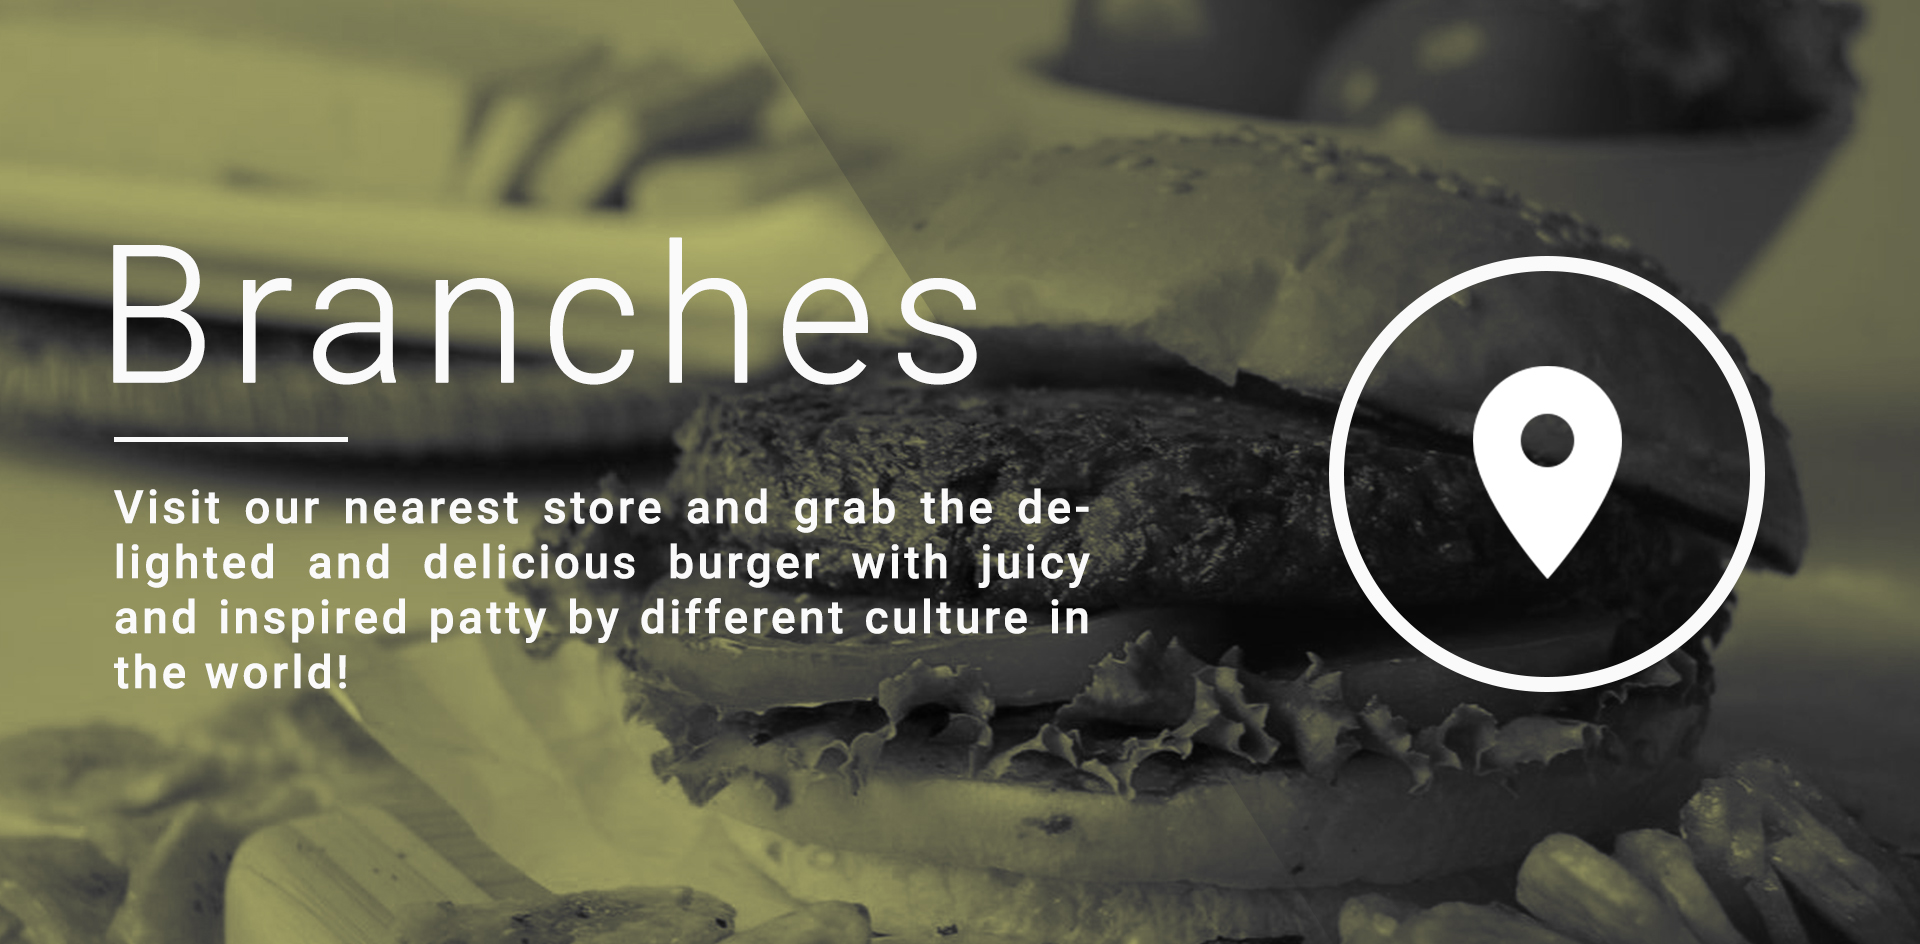 Branches
Visit our nearest store and grab the de-
lighted and delicious burger with juicy
and inspired patty by different culture in
the world!